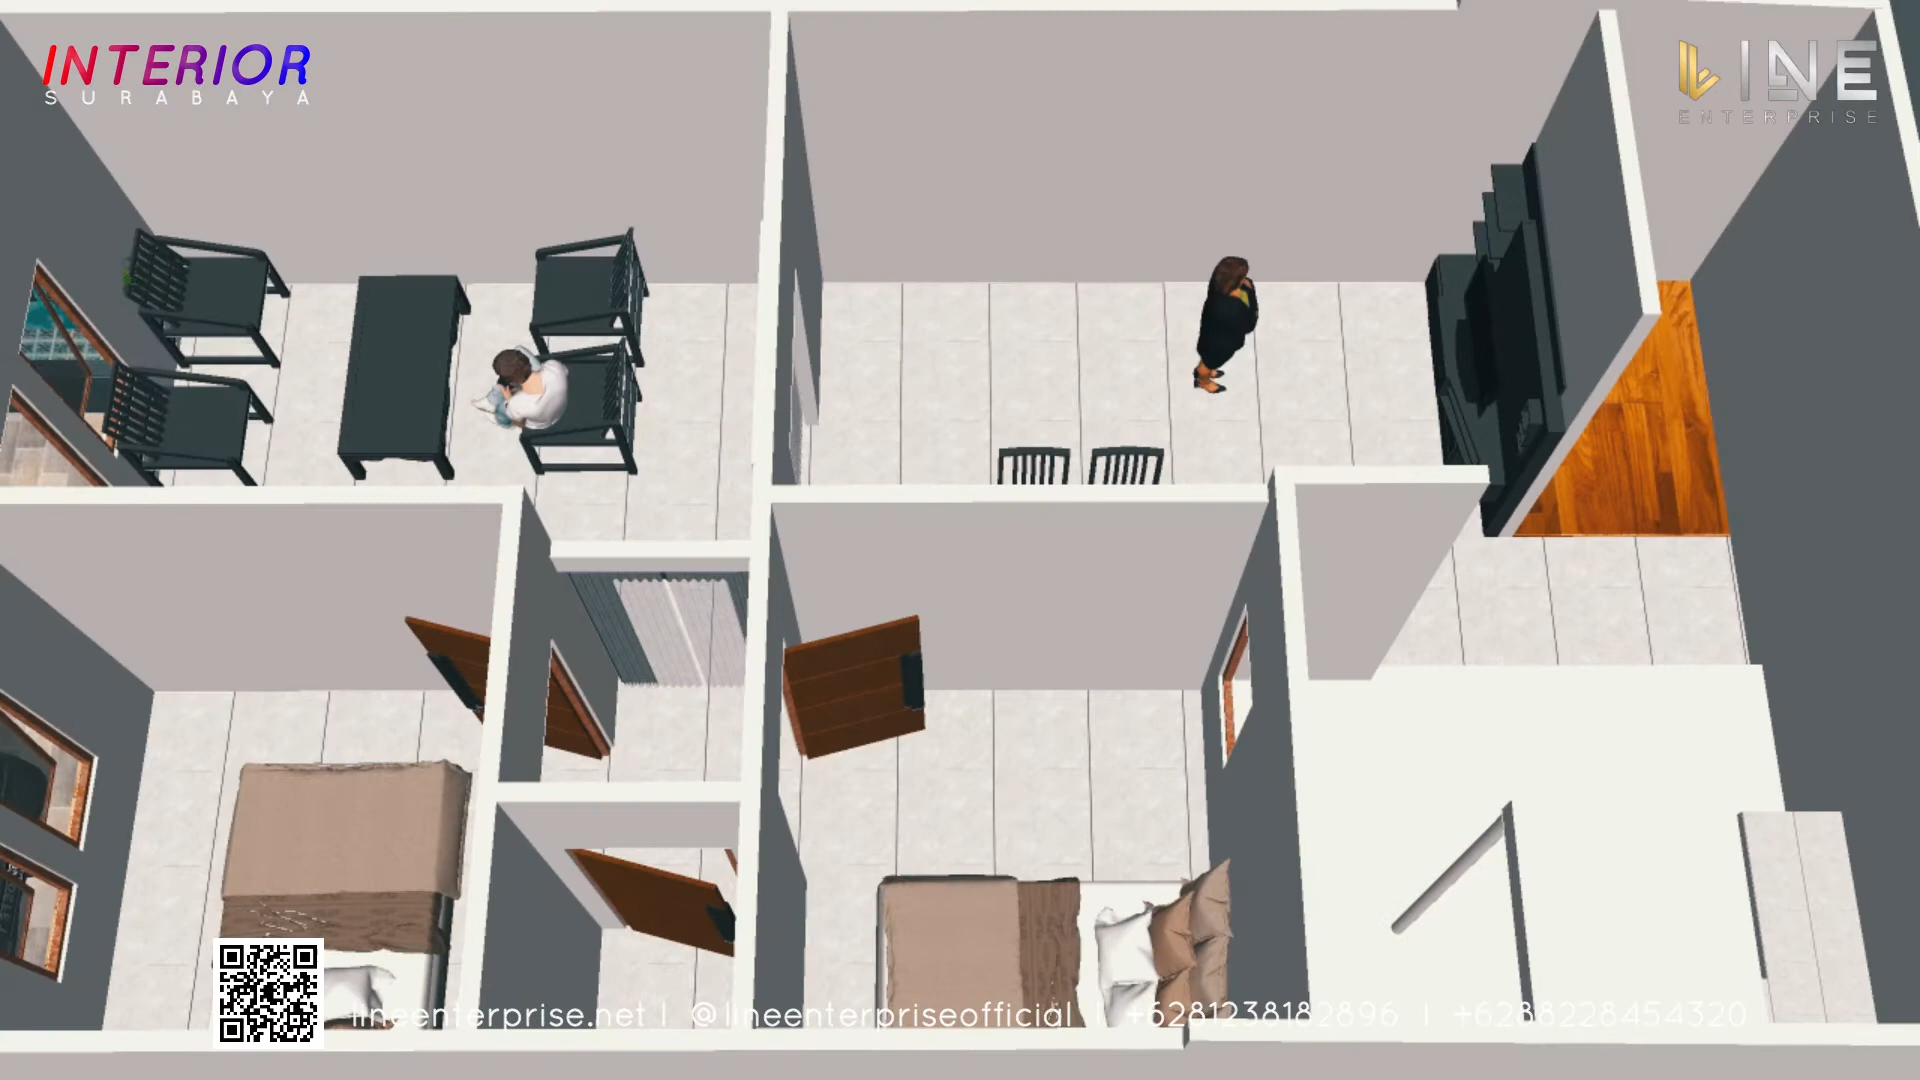 INTERIOR
SURABAYA
LINE
ENTERPRISE
lineenterprise.net | @lineenterpriseofficial | +6281238182896 | +6288228454320